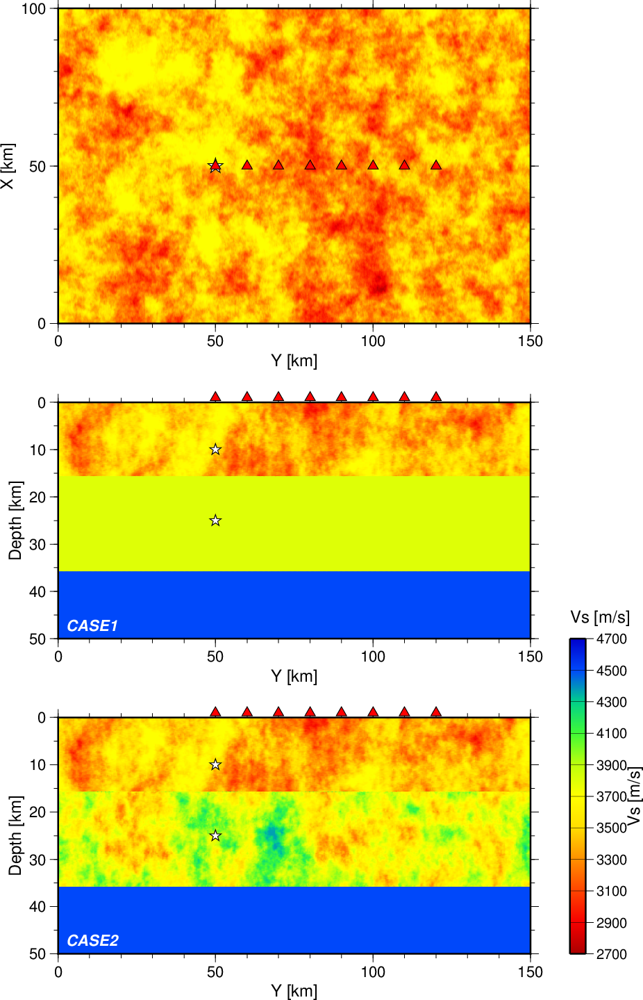 100
50
0
X [km]
0 50 100 150
Y [km]
0
10
20
30
40
50
Depth [km]
CASE1
0 50 100 150
Y [km]
Vs [m/s]
4700
4500
4300
4100
3900
3700
3500
3300
3100
2900
2700
Vs [m/s]
0
10
20
30
40
50
Depth [km]
CASE2
0 50 100 150
Y [km]